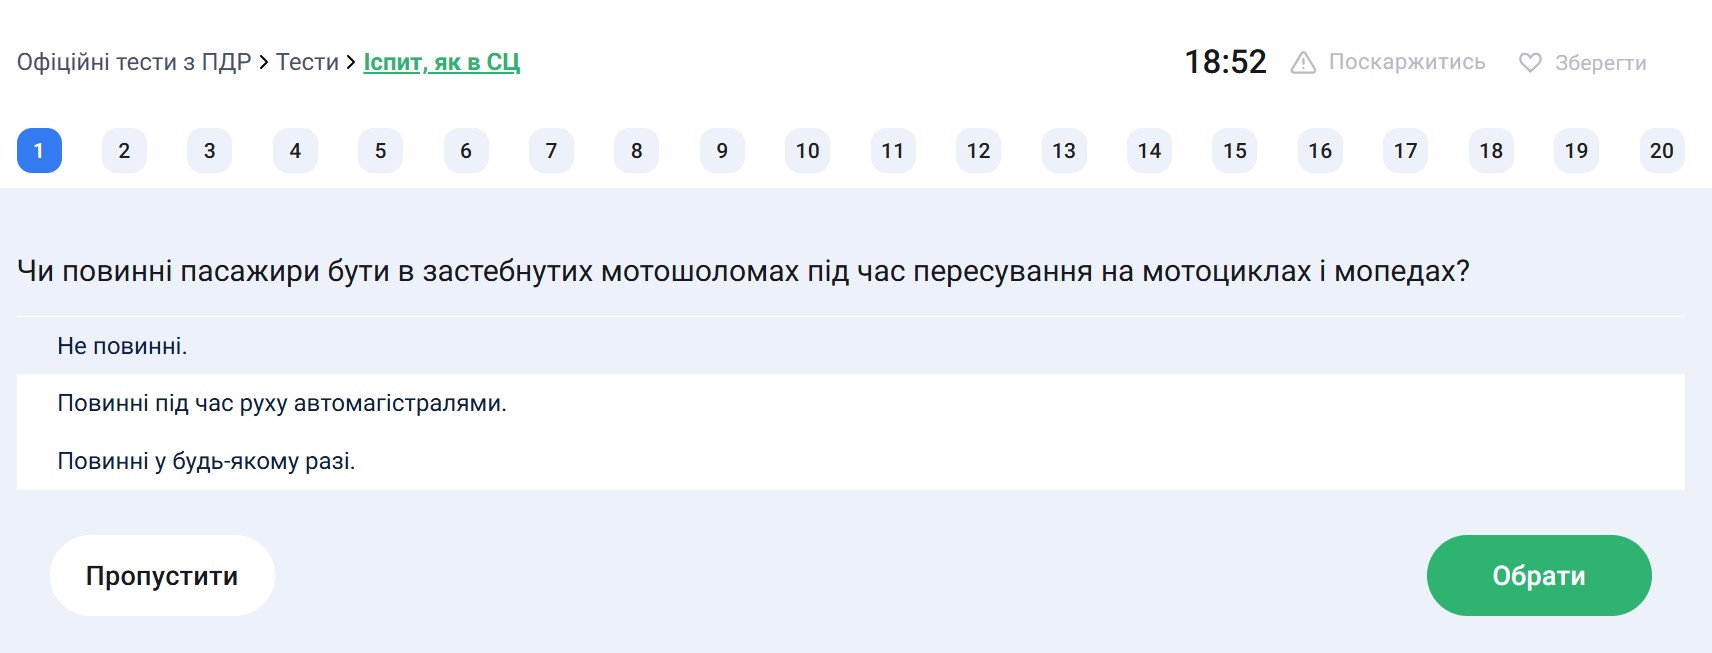 Офіційні тести з ПДР > Тести > Іспит, як в СЦ 18:52 Поскаржитись Зберегти
1 2 3 4 5 6 7 8 9 10 11 12 13 14 15 16 17 18 19 20
Чи повинні пасажири бути в застебнутих мотошоломах під час пересування на мотоциклах і мопедах?
Не повинні.
Повинні під час руху автомагістралями.
Повинні у будь-якому разі.
Пропустити Обрати